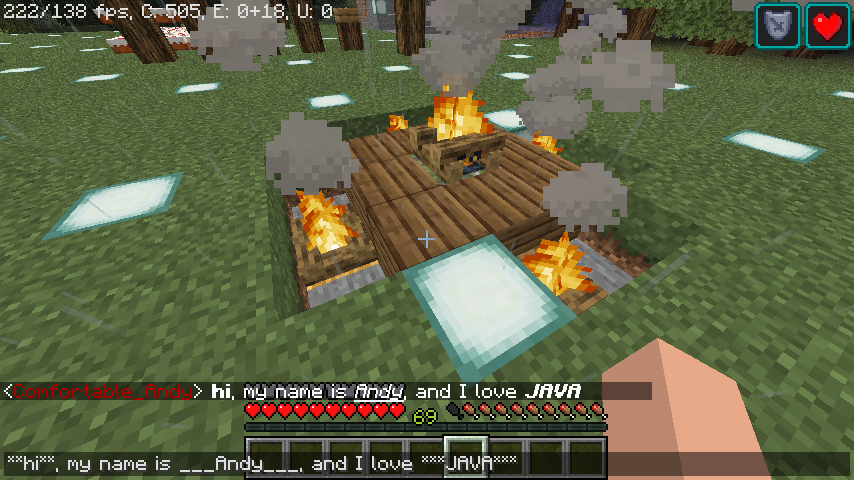 222/138 fps, C: 505, E: 0+18, U: 0
<Comfortable_Andy> hi, my name is Andy, and I love JAVA
69
**hi**, my name is ___Andy___, and I love ***JAVA***